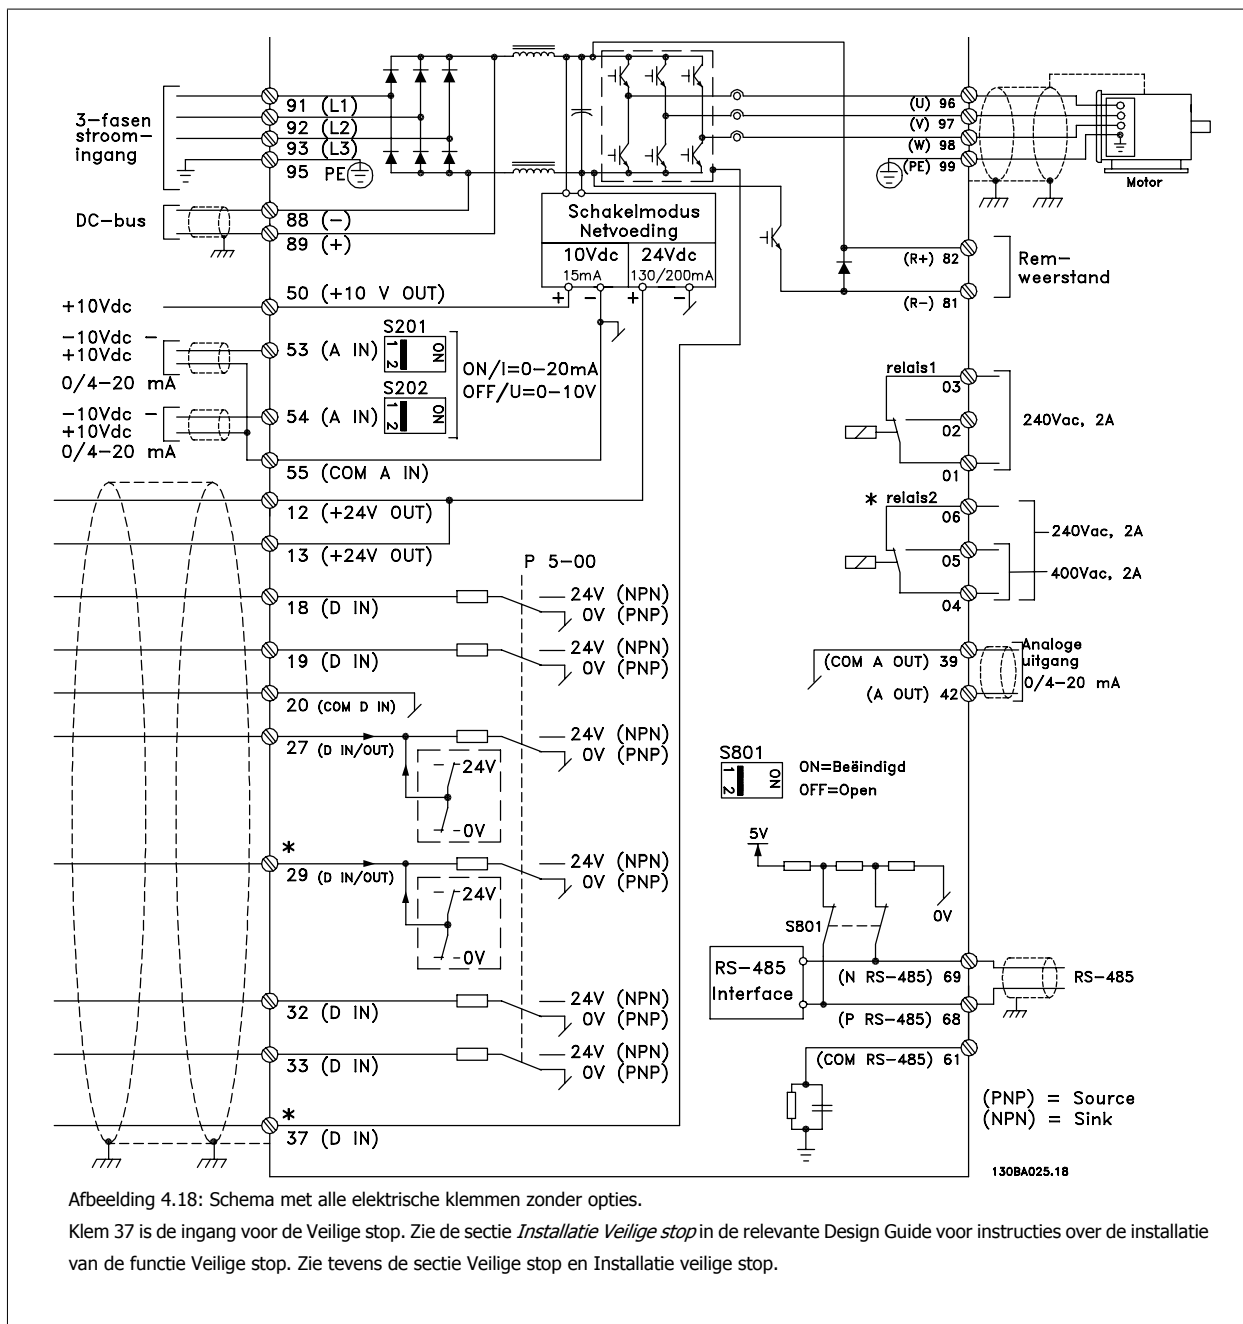 3-fasen
stroom-
ingang
91 (L1)
92 (L2)
93 (L3)
95 PE
DC-bus
88 (-)
89 (+)
Schakelmodus
Netvoeding
10Vdc
15mA
24Vdc
130/200mA
+ - + -
(U) 96
(V) 97
(W) 98
(PE) 99
Motor
(R+) 82
(R-) 81
Rem-
weerstand
+10Vdc
50 (+10 V OUT)
-10Vdc -
+10Vdc
0/4-20 mA
53 (A IN)
S201
1 2
ON
ON/I=0-20mA
OFF/U=0-10V
-10Vdc -
+10Vdc
0/4-20 mA
54 (A IN)
S202
1 2
ON
55 (COM A IN)
12 (+24V OUT)
13 (+24V OUT)
P 5-00
18 (D IN)
24V (NPN)
0V (PNP)
19 (D IN)
24V (NPN)
0V (PNP)
20 (COM D IN)
27 (D IN/OUT)
24V (NPN)
0V (PNP)
24V
0V
*
29 (D IN/OUT)
24V (NPN)
0V (PNP)
24V
0V
32 (D IN)
24V (NPN)
0V (PNP)
33 (D IN)
24V (NPN)
0V (PNP)
*
37 (D IN)
relais1
03
02
01
240Vac, 2A
* relais2
06
05
04
240Vac, 2A
400Vac, 2A
(COM A OUT) 39
(A OUT) 42
Analoge
uitgang
0/4-20 mA
S801
1 2
ON
ON=Beëindigd
OFF=Open
5V
0V
S801
RS-485
Interface
(N RS-485) 69
(P RS-485) 68
RS-485
(COM RS-485) 61
(PNP) = Source
(NPN) = Sink
130BA025.18
Afbeelding 4.18: Schema met alle elektrische klemmen zonder opties.
Klem 37 is de ingang voor de Veilige stop. Zie de sectie Installatie Veilige stop in de relevante Design Guide voor instructies over de installatie
van de functie Veilige stop. Zie tevens de sectie Veilige stop en Installatie veilige stop.